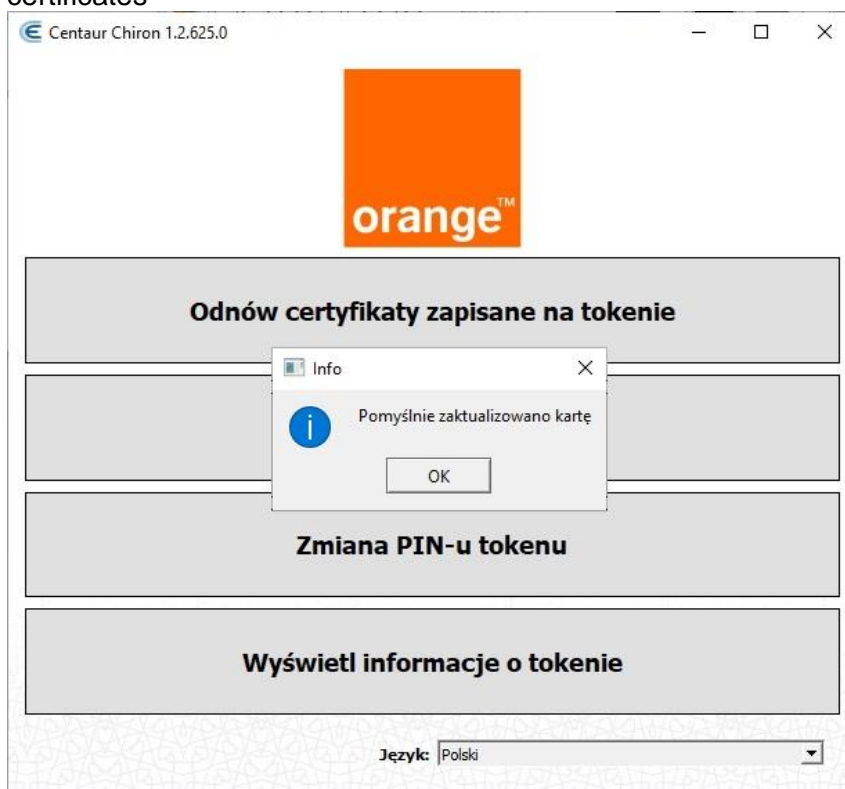 certificates
Centaur Chiron 1.2.625.0
orange™
Odnów certyfikaty zapisane na tokenie
Info
Pomyślnie zaktualizowano kartę
OK
Zmiana PIN-u tokenu
Wyświetl informacje o tokenie
Język: Polski